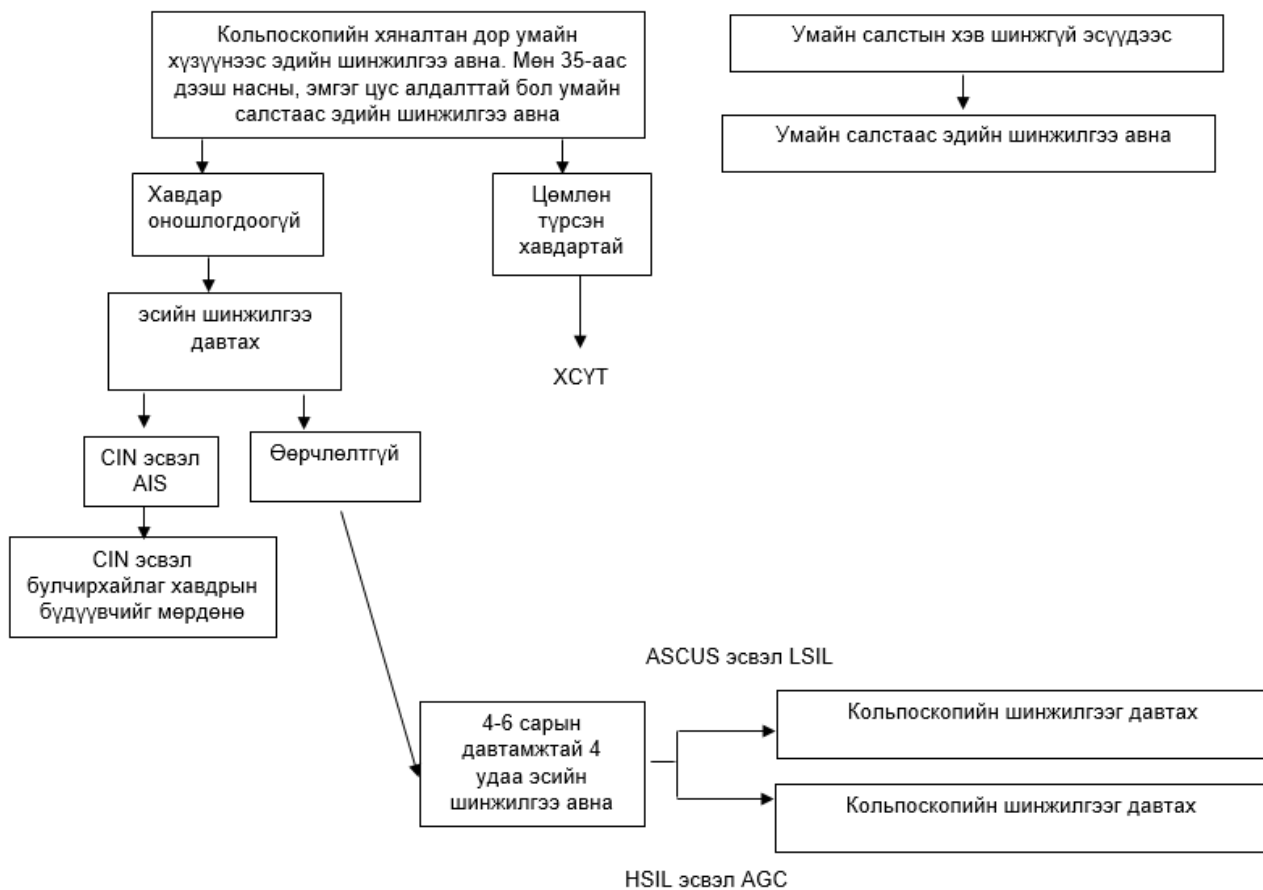 Кольпоскопийн хяналтан дор умайн
хүзүүнээс эдийн шинжилгээ авна. Мөн 35-аас
дээш насны, эмгэг цус алдалттай бол умайн
салстаас эдийн шинжилгээ авна
Умайн салстын хэв шинжгүй эсүүдээс
Умайн салстаас эдийн шинжилгээ авна
Хавдар
оношлогдоогүй
Цөмлөн
түрсэн
хавдартай
эсийн шинжилгээ
давтах
ХСҮТ
CIN эсвэл
AIS
Өөрчлөлтгүй
CIN эсвэл
булчирхайлаг хавдрын
бүдүүвчийг мөрдөнө
ASCUS эсвэл LSIL
4-6 сарын
давтамжтай 4
удаа эсийн
шинжилгээ авна
Кольпоскопийн шинжилгээг давтах
Кольпоскопийн шинжилгээг давтах
HSIL эсвэл AGC